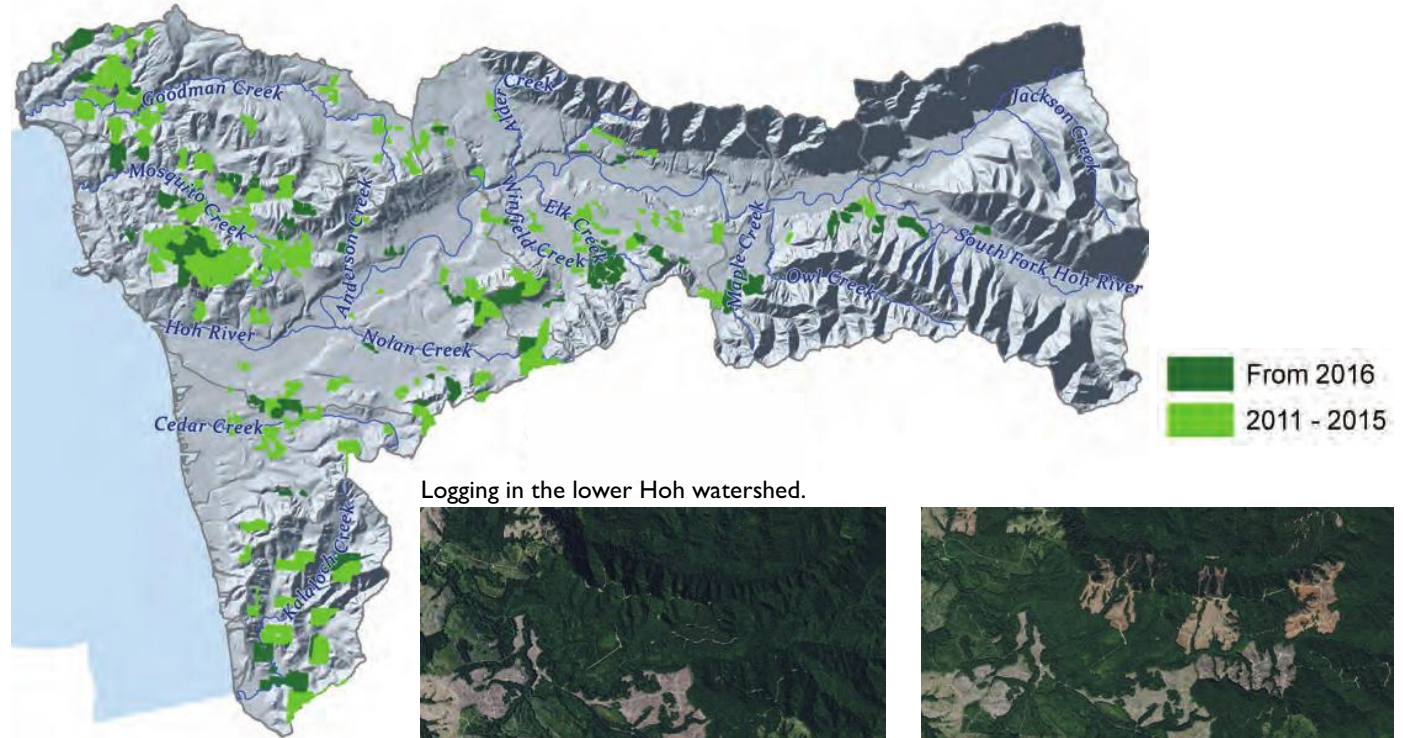 Goodman Creek
Alder Creek
Jackson Creek
Mosquito Creek
Anderson Creek
Winfield Creek
Elk Creek
Maple Creek
Owl Creek
South Fork Hoh River
Hoh River
Nolan Creek
Cedar Creek
Kalaloch Creek
From 2016
2011 - 2015
Logging in the lower Hoh watershed.